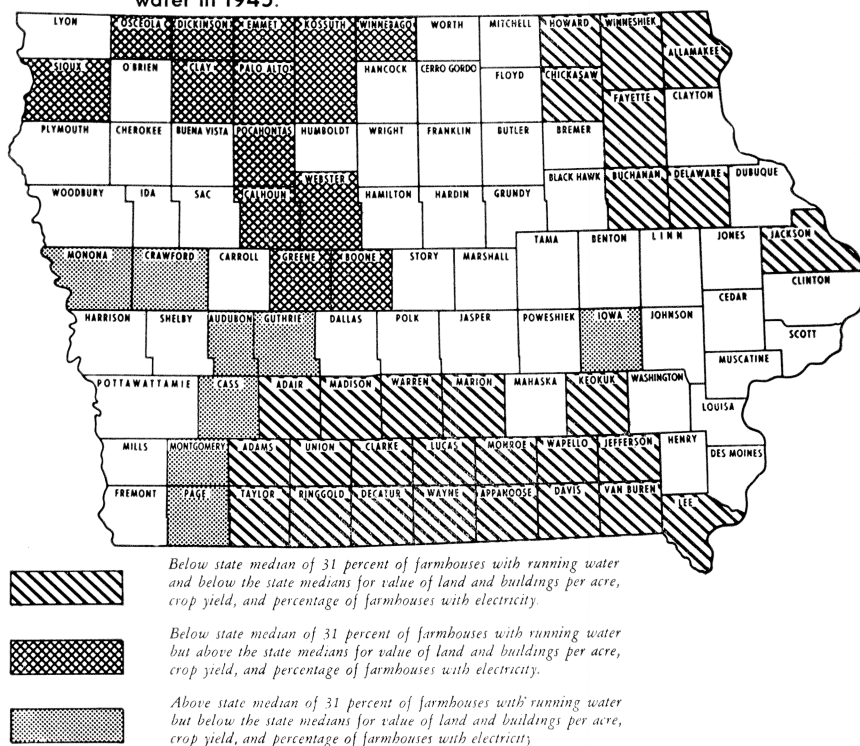 water in 1945.
LYON OSCEOLA DICKINSON EMMET KOSSUTH WINNEBAGO WORTH MITCHELL HOWARD WINNESHIEK ALLAMAKEE
SIOUX O'BRIEN CLAY PALO ALTO HANCOCK CERRO GORDO FLOYD CHICKASAW
FAYETTE CLAYTON
PLYMOUTH CHEROKEE BUENA VISTA POCAHONTAS HUMBOLDT WRIGHT FRANKLIN BUTLER BREMER
WEBSTER BLACK HAWK BUCHANAN DELAWARE DUBUQUE
WOODBURY IDA SAC CALHOUN HAMILTON HARDIN GRUNDY
TAMA BENTON LINN JONES JACKSON
MONONA CRAWFORD CARROLL GREENE BOONE STORY MARSHALL
CLINTON
CEDAR
HARRISON SHELBY AUDUBON GUTHRIE DALLAS POLK JASPER POWESHIEK IOWA JOHNSON
SCOTT
MUSCATINE
POTTAWATTAMIE CASS ADAIR MADISON WARREN MARION MAHASKA KEOKUK WASHINGTON
LOUISA
MILLS MONTGOMERY ADAMS UNION CLARKE LUCAS MONROE WAPELLO JEFFERSON HENRY DES MOINES
FREMONT PAGE TAYLOR RINGGOLD DECATUR WAYNE APPANOOSE DAVIS VAN BUREN LEE
Below state median of 31 percent of farmhouses with running water
and below the state medians for value of land and buildings per acre,
crop yield, and percentage of farmhouses with electricity.
Below state median of 31 percent of farmhouses with running water
but above the state medians for value of land and buildings per acre,
crop yield, and percentage of farmhouses with electricity.
Above state median of 31 percent of farmhouses with running water
but below the state medians for value of land and buildings per acre,
crop yield, and percentage of farmhouses with electricity